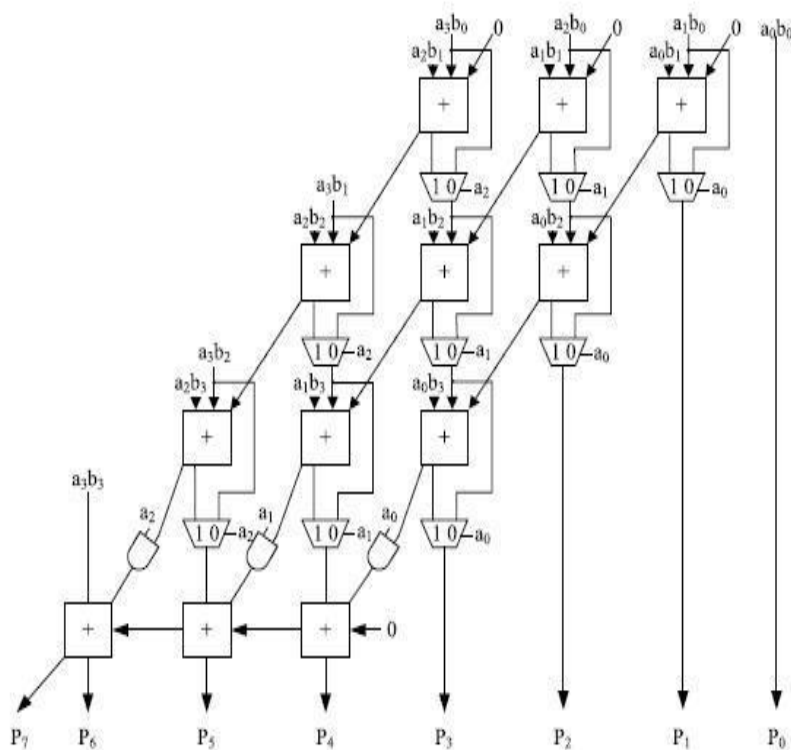 a₃b₀ a₂b₀ a₁b₀ a₀b₀
a₂b₁ 0 a₁b₁ 0 a₀b₁ 0
+ + +
1 0 a₂ 1 0 a₁ 1 0 a₀
a₃b₁
a₂b₂ a₁b₂ a₀b₂
+ + +
1 0 a₂ 1 0 a₁ 1 0 a₀
a₃b₂
a₂b₃ a₁b₃ a₀b₃
+ + +
a₃b₃
a₂ a₁ a₀
1 0 a₂ 1 0 a₁ 1 0 a₀
+ + + 0
P₇ P₆ P₅ P₄ P₃ P₂ P₁ P₀